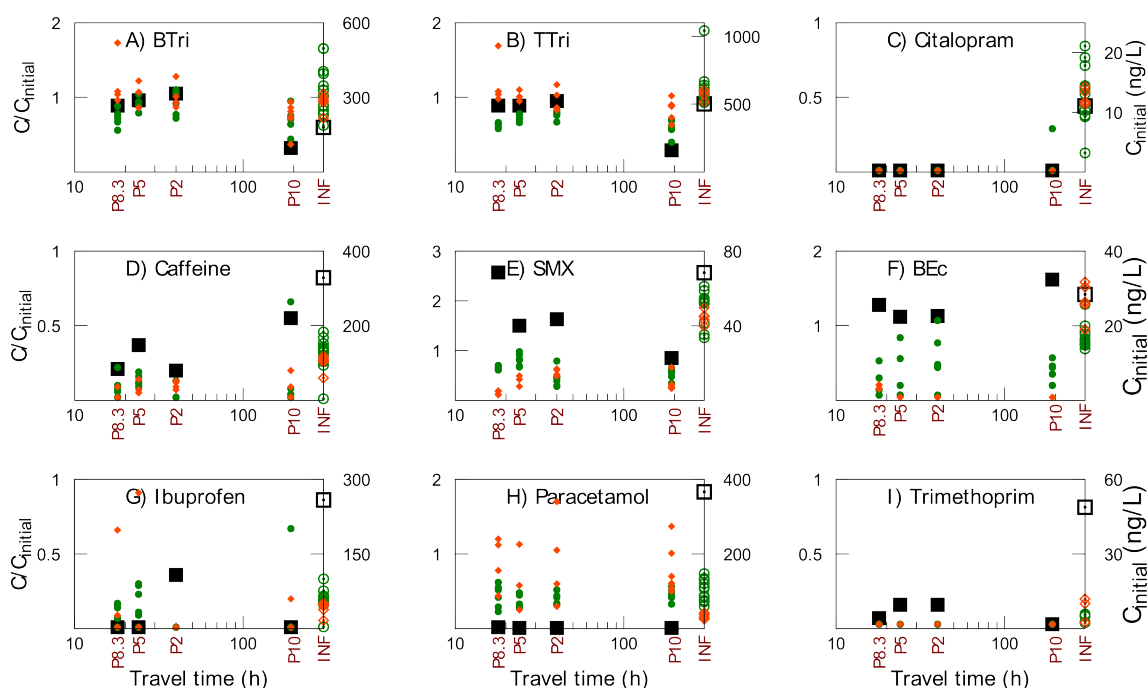 2
600
2
1
A) BTri
B) TTri
1000
C) Citalopram
20
C/C initial
1
300
1
500
0.5
10
C initial (ng/L)
10
100
10
100
10
100
P8.3 P5 P2 P10 INF
P8.3 P5 P2 P10 INF
P8.3 P5 P2 P10 INF
1
400
3
80
2
40
D) Caffeine
E) SMX
F) BEc
C/C initial
0.5
200
2
1
40
1
20
C initial (ng/L)
10
100
10
100
10
100
P8.3 P5 P2 P10 INF
P8.3 P5 P2 P10 INF
P8.3 P5 P2 P10 INF
1
300
2
400
1
60
G) Ibuprofen
H) Paracetamol
I) Trimethoprim
C/C initial
0.5
150
1
200
0.5
30
C initial (ng/L)
10
100
10
100
10
100
P8.3 P5 P2 P10 INF
P8.3 P5 P2 P10 INF
P8.3 P5 P2 P10 INF
Travel time (h)
Travel time (h)
Travel time (h)